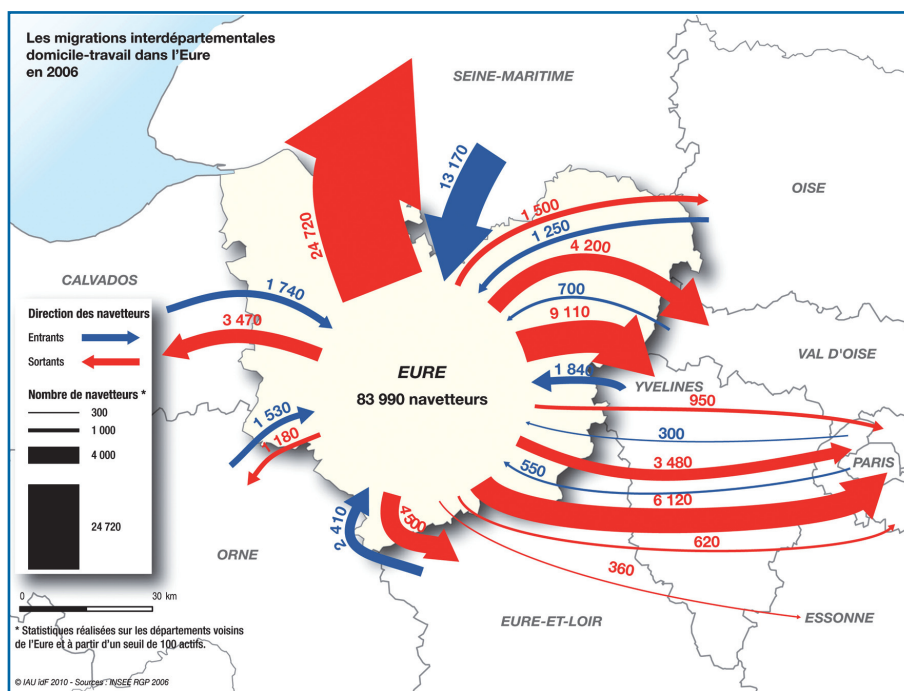 Les migrations interdépartementales
domicile-travail dans l'Eure
en 2006
SEINE-MARITIME
OISE
CALVADOS
VAL D'OISE
YVELINES
PARIS
ORNE
EURE-ET-LOIR
ESSONNE
EURE
83 990 navetteurs
24 720
13 170
1 500
1 250
4 200
700
9 110
1 840
950
300
3 480
550
6 120
620
360
4 500
2 410
1 180
1 530
3 470
1 740
Direction des navetteurs
Entrants
Sortants
Nombre de navetteurs *
300
1 000
4 000
24 720
0 30 km
* Statistiques réalisées sur les départements voisins
de l'Eure et à partir d'un seuil de 100 actifs.
© IAU idF 2010 - Sources : INSEE RGP 2006